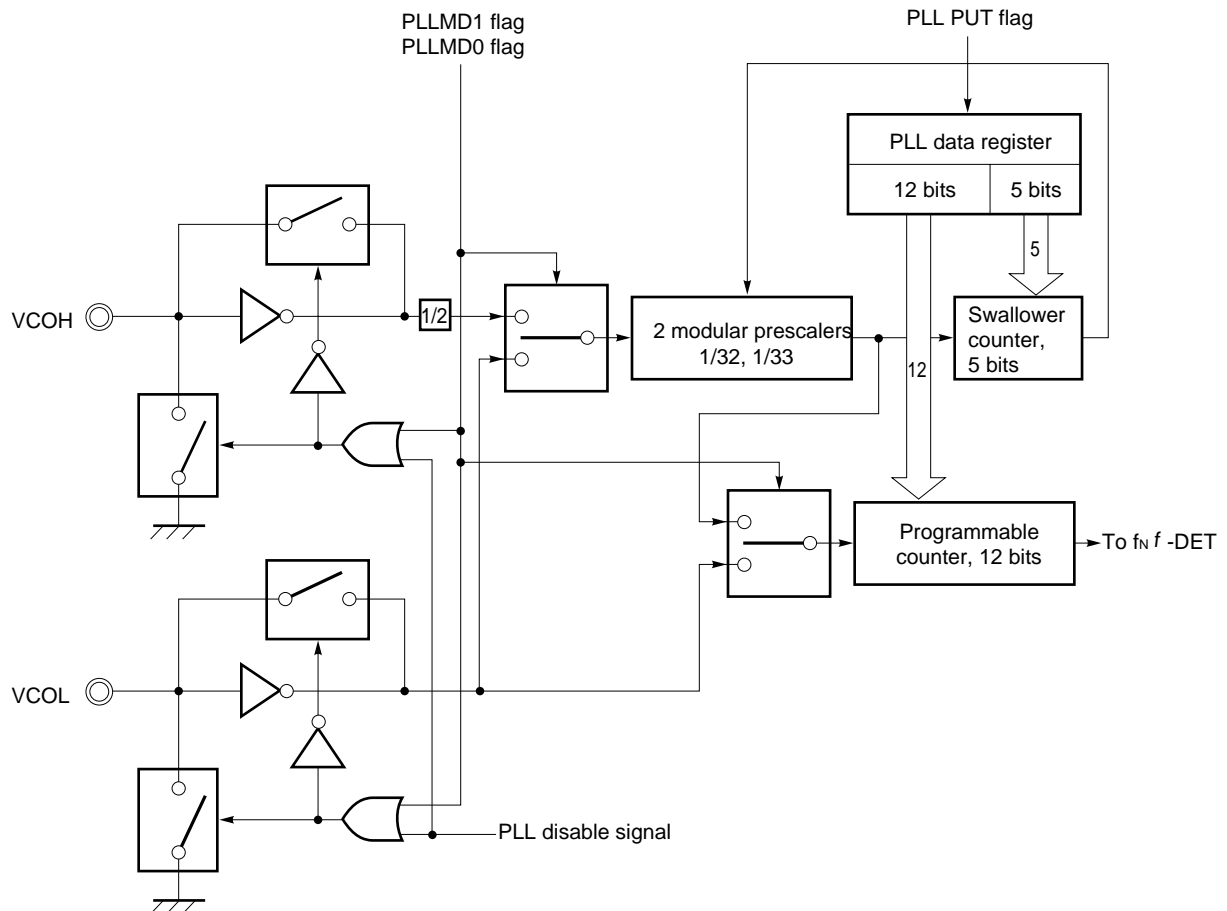 PLLMD1 flag
PLLMD0 flag
PLL PUT flag
PLL data register
12 bits
5 bits
5
12
VCOH
1/2
2 modular prescalers
1/32, 1/33
Swallower
counter,
5 bits
Programmable
counter, 12 bits
To fN f -DET
VCOL
PLL disable signal